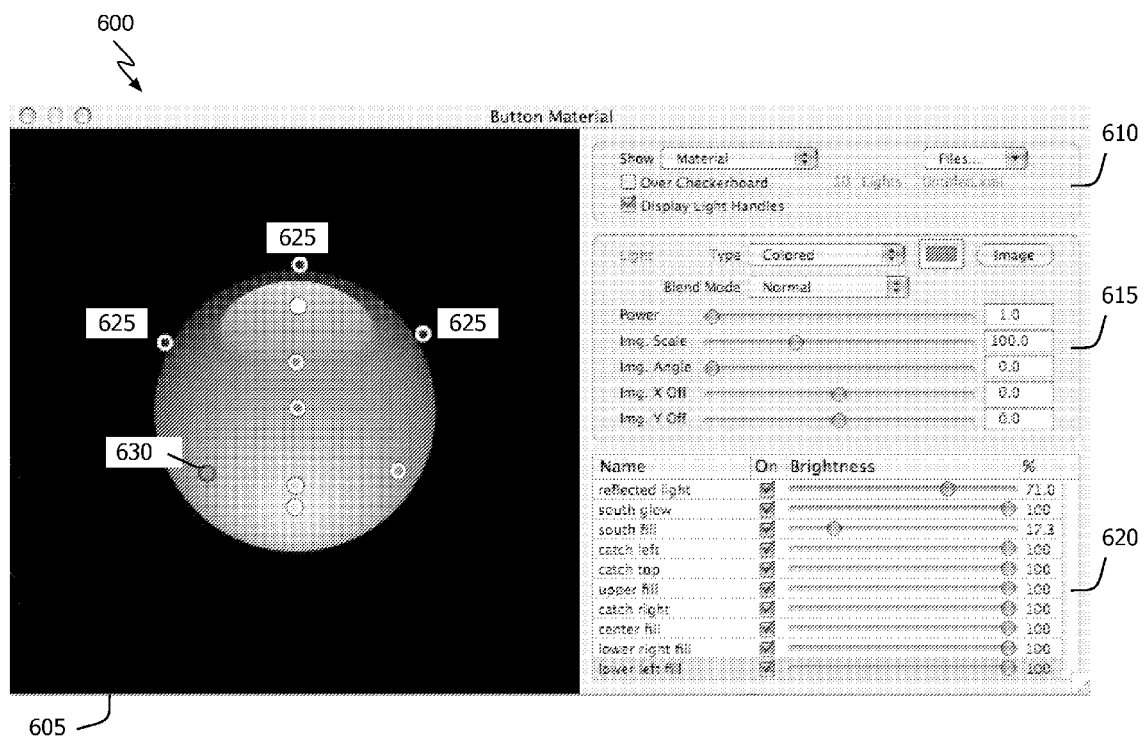 600
Button Material
610
Show Material Files...
Over Checkerboard 10 Lights Untitled.
Display Light Handles
625
Light Type Colored Image
Blend Mode Normal
615
625
625
Power 1.0
Img. Scale 100.0
Img. Angle 0.0
Img. X Off 0.0
Img. Y Off 0.0
630
Name On Brightness %
reflected light 71.0
south glow 100
south fill 17.3
620
catch left 100
catch top 100
upper fill 100
catch right 100
center fill 100
lower right fill 100
lower left fill 100
605